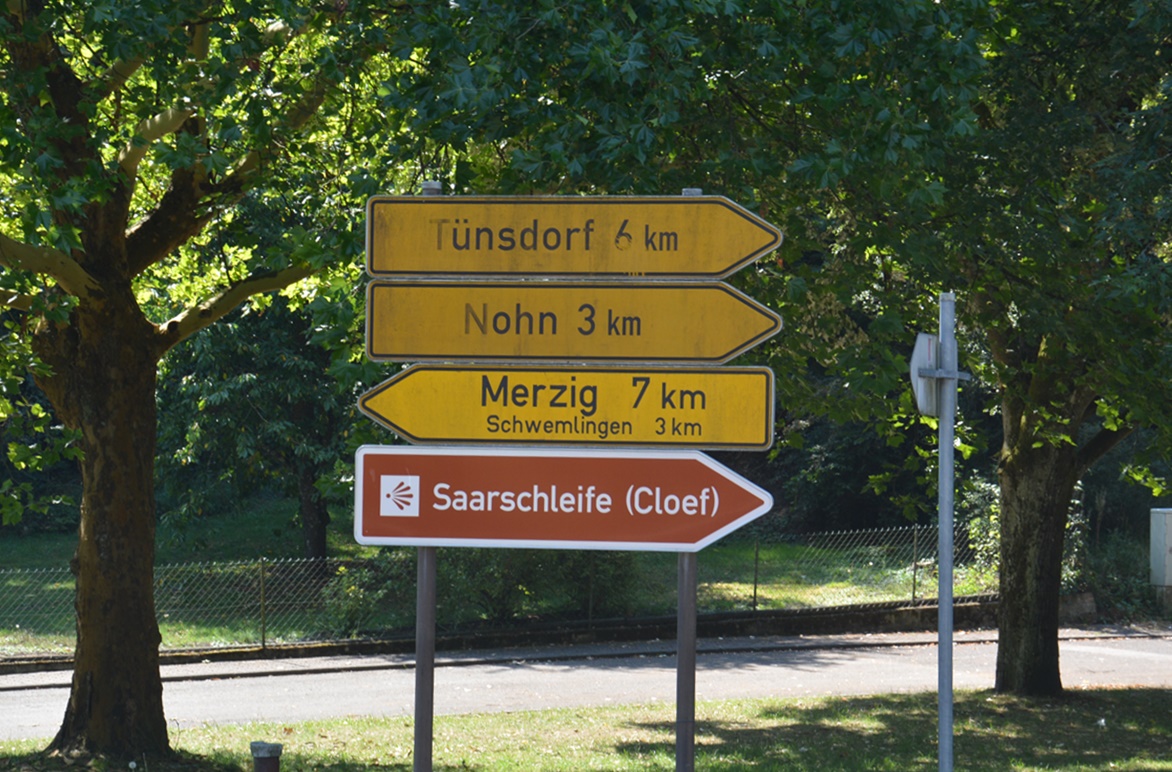 Tünsdorf 6 km
Nohn 3 km
Merzig 7 km
Schwemlingen 3 km
Saarschleife (Cloef)